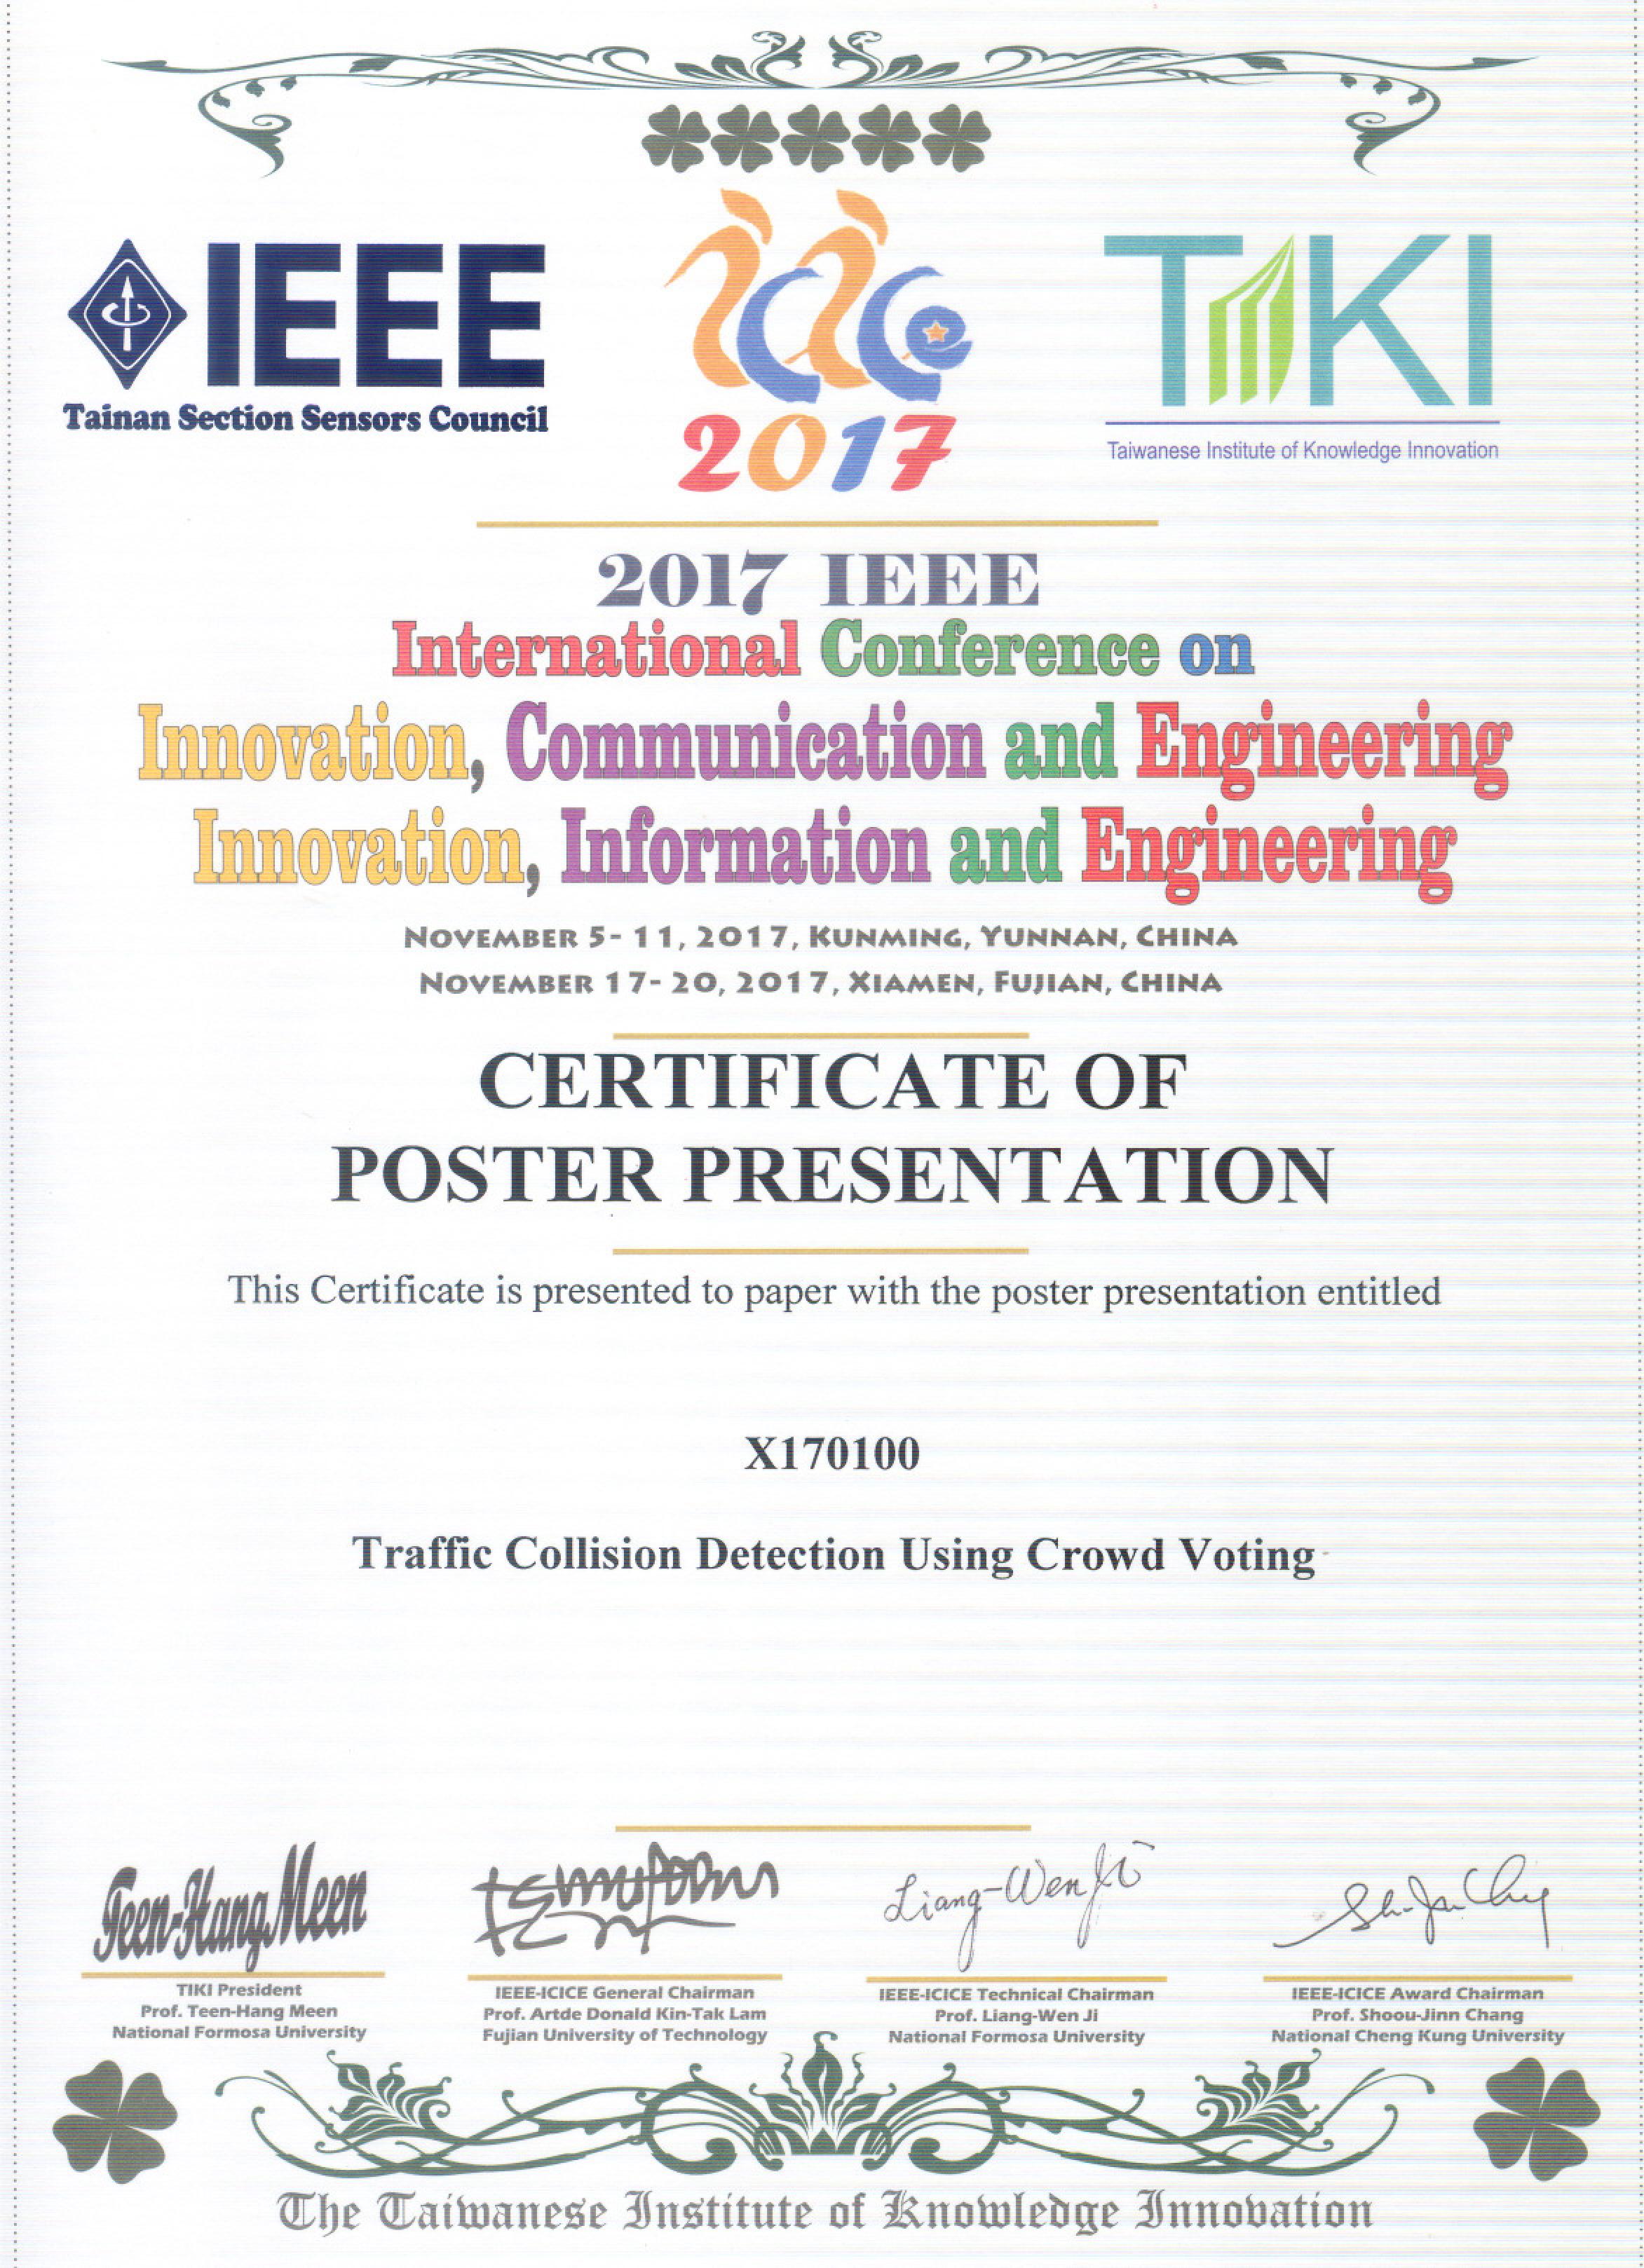 IEEE
Tainan Section Sensors Council
icice
2017
TIKI
Taiwanese Institute of Knowledge Innovation
2017 IEEE
International Conference on
Innovation, Communication and Engineering
Innovation, Information and Engineering
November 5- 11, 2017, Kunming, Yunnan, China
November 17- 20, 2017, Xiamen, Fujian, China
CERTIFICATE OF
POSTER PRESENTATION
This Certificate is presented to paper with the poster presentation entitled
X170100
Traffic Collision Detection Using Crowd Voting
Teen-Hang Meen
Liang-Wen Ji
TIKI President
Prof. Teen-Hang Meen
National Formosa University
IEEE-ICICE General Chairman
Prof. Artde Donald Kin-Tak Lam
Fujian University of Technology
IEEE-ICICE Technical Chairman
Prof. Liang-Wen Ji
National Formosa University
IEEE-ICICE Award Chairman
Prof. Shoou-Jinn Chang
National Cheng Kung University
The Taiwanese Institute of Knowledge Innovation